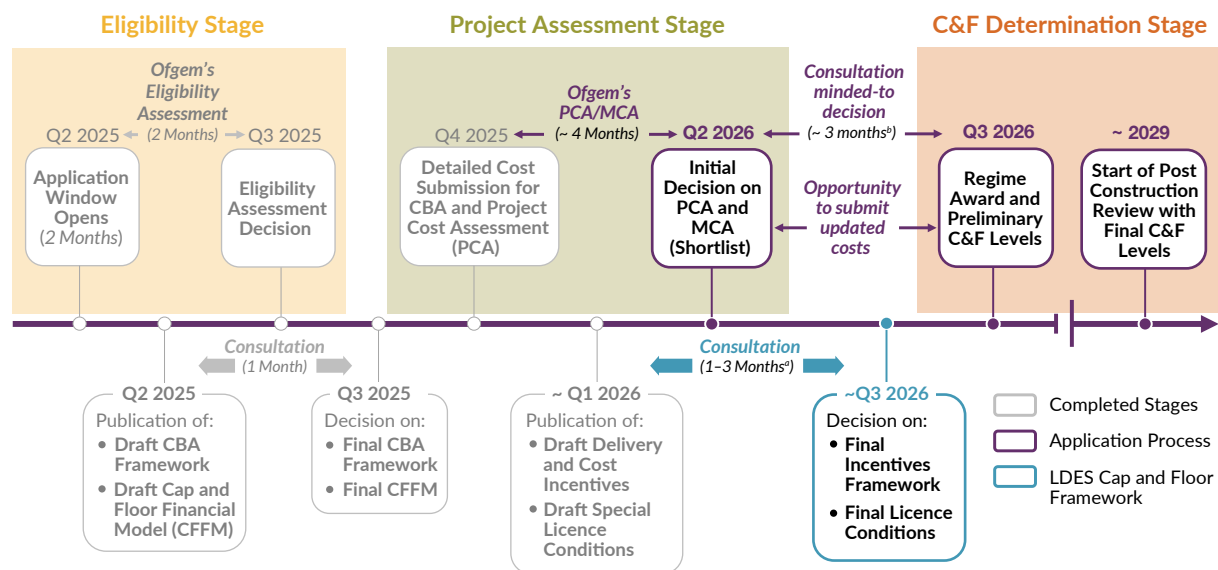 Eligibility Stage
Project Assessment Stage
C&F Determination Stage
Ofgem's
Eligibility
Assessment
(2 Months)
Q2 2025
Q3 2025
Application
Window
Opens
(2 Months)
Eligibility
Assessment
Decision
Ofgem's
PCA/MCA
(~ 4 Months)
Q4 2025
Q2 2026
Detailed Cost
Submission for
CBA and Project
Cost Assessment
(PCA)
Initial
Decision on
PCA and
MCA
(Shortlist)
Consultation
minded-to
decision
(~ 3 monthsᵇ)
Opportunity
to submit
updated
costs
Q3 2026
~ 2029
Regime
Award and
Preliminary
C&F Levels
Start of Post
Construction
Review with
Final C&F
Levels
Consultation
(1 Month)
Consultation
(1–3 Monthsᵃ)
Q2 2025
Publication of:
• Draft CBA
Framework
• Draft Cap and
Floor Financial
Model (CFFM)
Q3 2025
Decision on:
• Final CBA
Framework
• Final CFFM
~ Q1 2026
Publication of:
• Draft Delivery
and Cost
Incentives
• Draft Special
Licence
Conditions
~Q3 2026
Decision on:
• Final
Incentives
Framework
• Final Licence
Conditions
Completed Stages
Application Process
LDES Cap and Floor
Framework